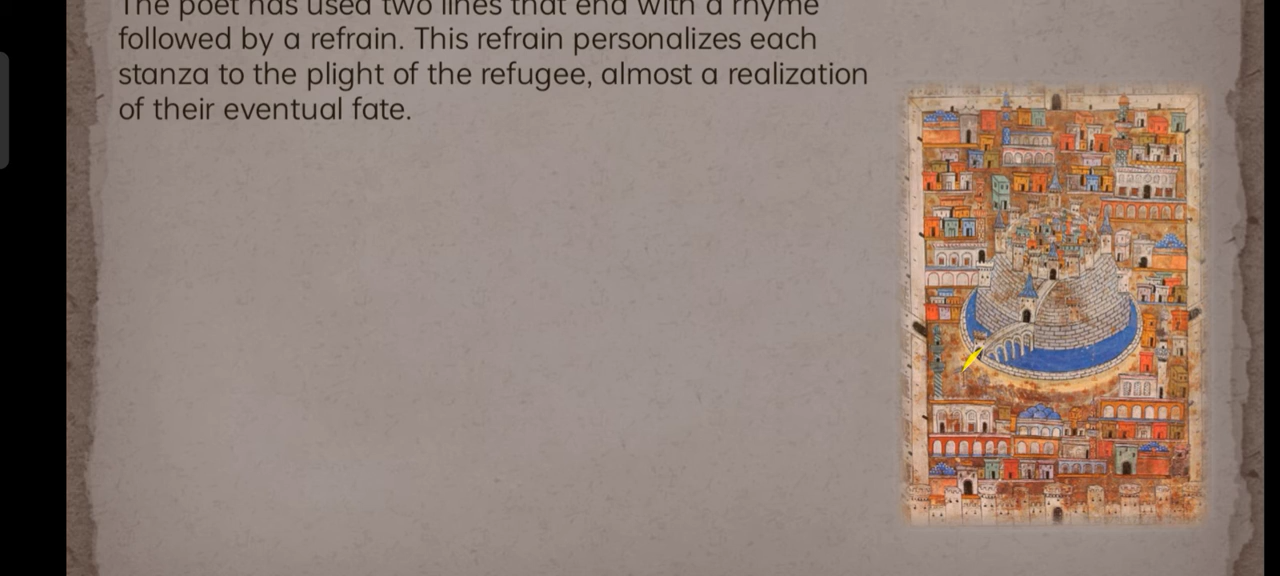 The poet has used two lines that end with a rhyme
followed by a refrain. This refrain personalizes each
stanza to the plight of the refugee, almost a realization
of their eventual fate.